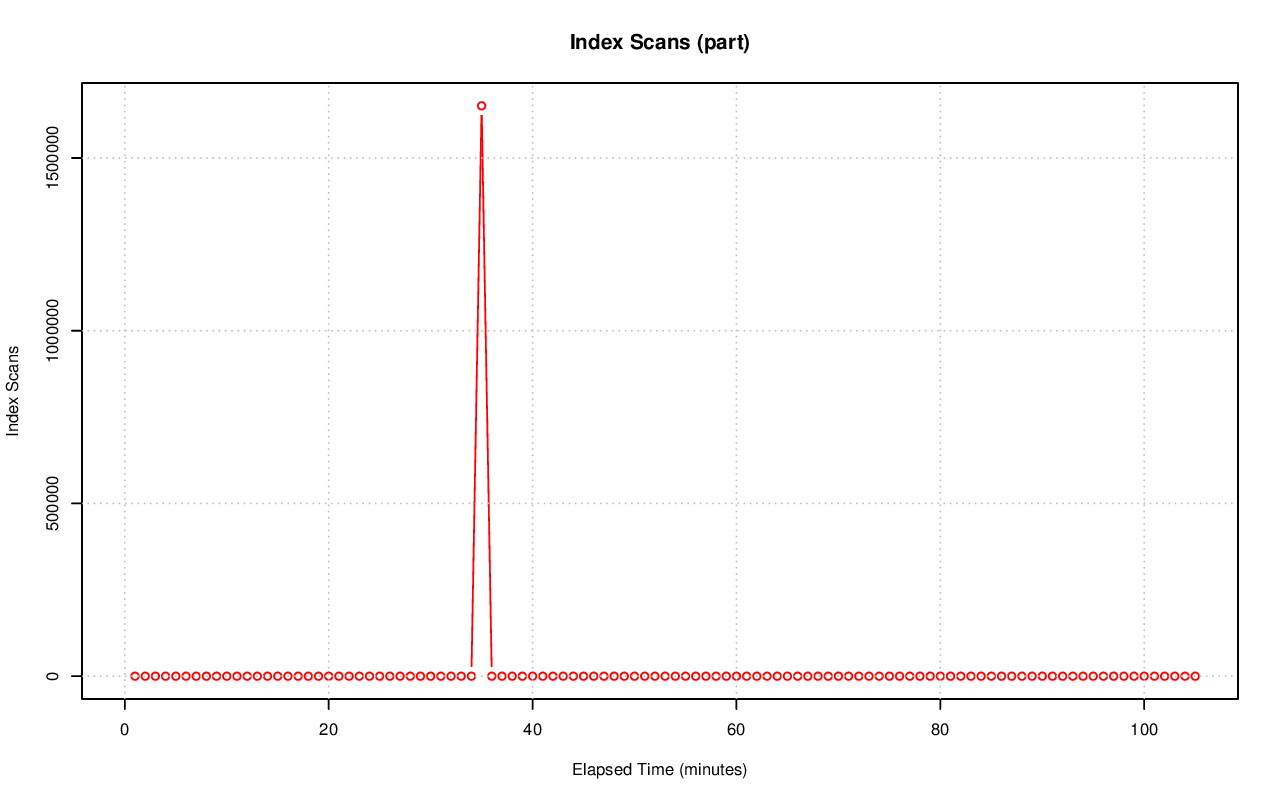 Index Scans (part)
Index Scans
1500000
1000000
500000
0
0 20 40 60 80 100
Elapsed Time (minutes)